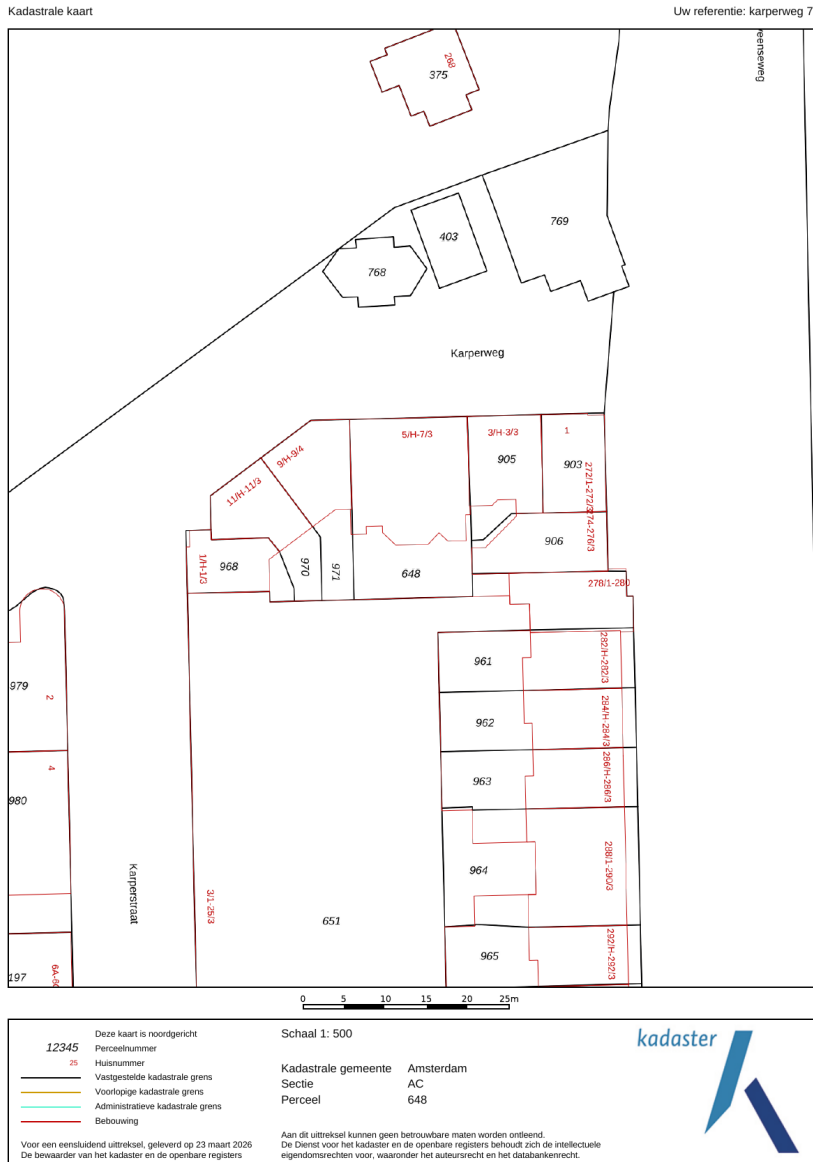 Kadastrale kaart
Uw referentie: karperweg 7
268
375
769
403
768
Karperweg
5/H-7/3
3/H-3/3
1
9/H-9/4
905
903
272/1-272/3
11/H-11/3
274-276/3
906
1/H-1/3
968
970
971
648
278/1-280
961
282/H-282/3
979
2
962
284/H-284/3
4
963
286/H-286/3
980
964
288/1-290/3
Karperstraat
3/1-25/3
651
965
292/H-292/3
197
0 5 10 15 20 25m
Deze kaart is noordgericht
12345 Perceelnummer
25 Huisnummer
Vastgestelde kadastrale grens
Voorlopige kadastrale grens
Administratieve kadastrale grens
Bebouwing
Voor een eensluidend uittreksel, geleverd op 23 maart 2026
De bewaarder van het kadaster en de openbare registers
Schaal 1: 500
Kadastrale gemeente Amsterdam
Sectie AC
Perceel 648
Aan dit uittreksel kunnen geen betrouwbare maten worden ontleend.
De Dienst voor het kadaster en de openbare registers behoudt zich de intellectuele
eigendomsrechten voor, waaronder het auteursrecht en het databankenrecht.
kadaster